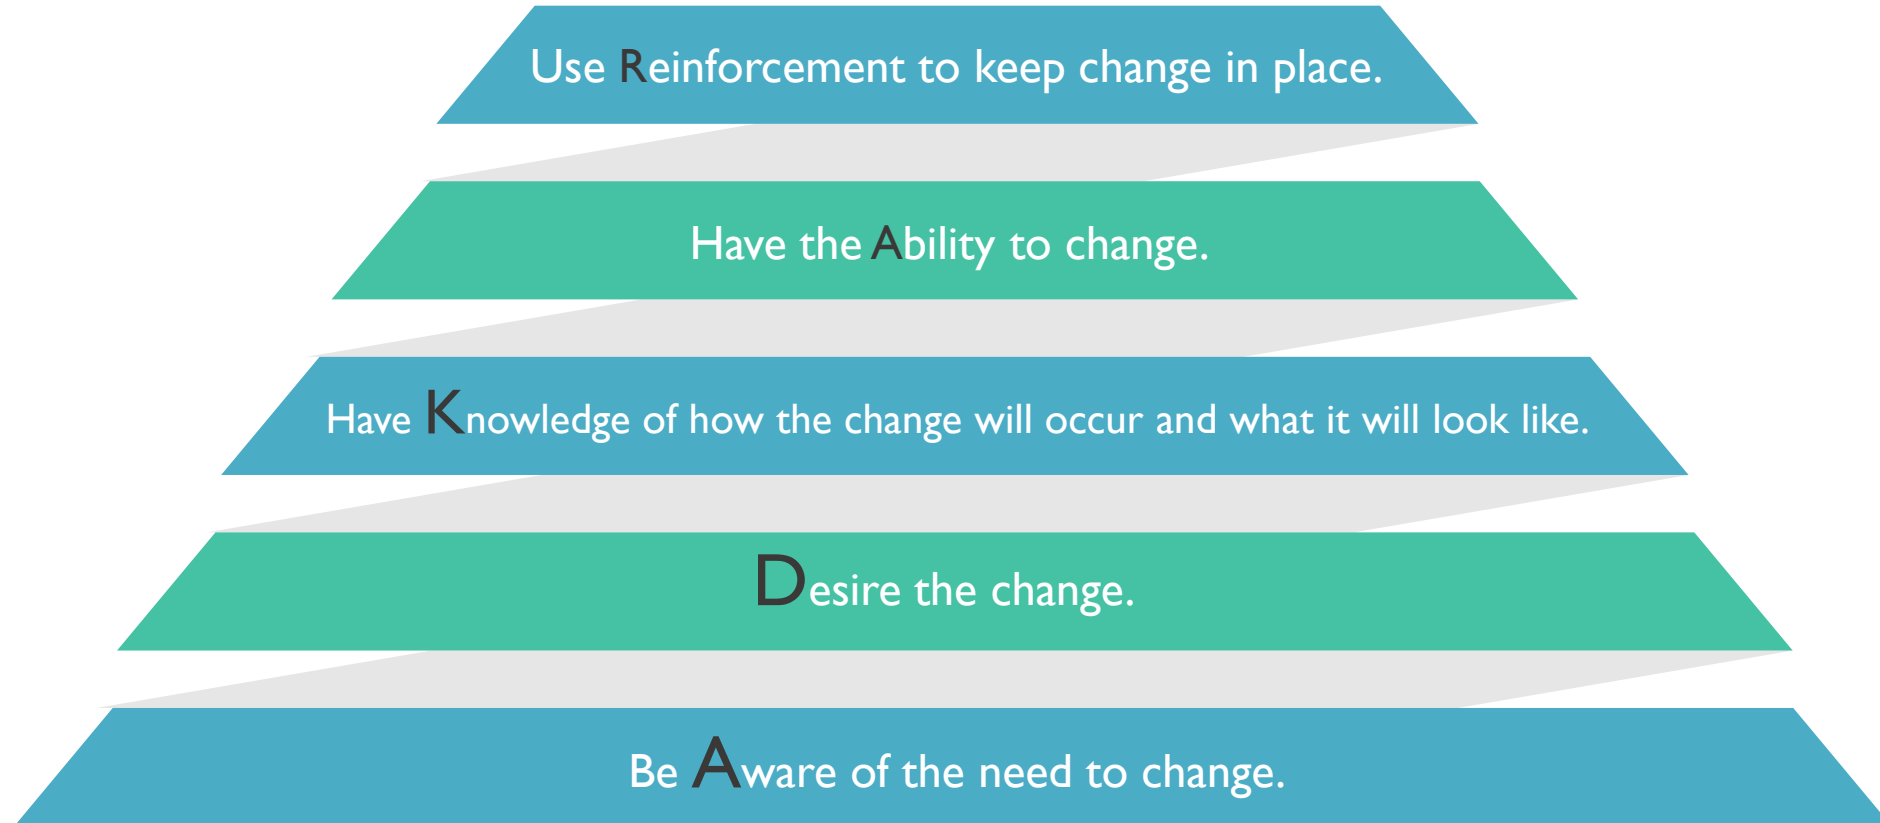 Use Reinforcement to keep change in place.
Have the Ability to change.
Have Knowledge of how the change will occur and what it will look like.
Desire the change.
Be Aware of the need to change.